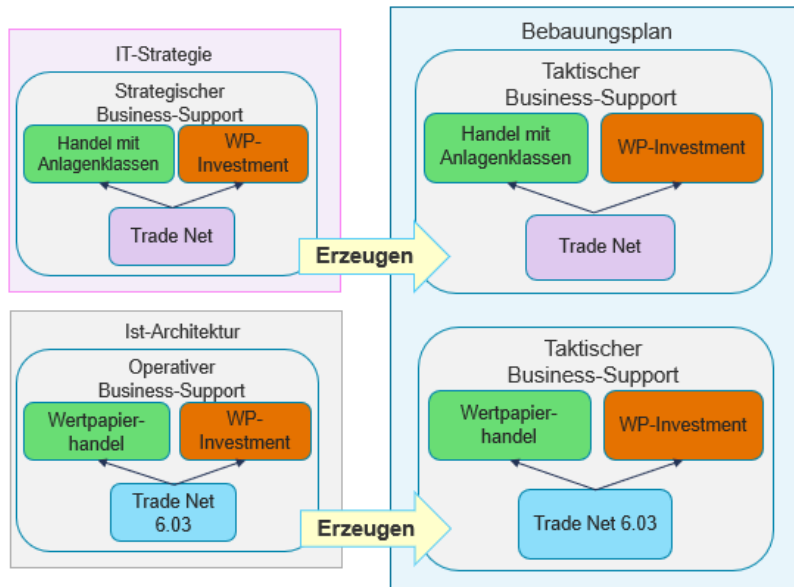 IT-Strategie
Strategischer
Business-Support
Handel mit
Anlagenklassen
WP-
Investment
Trade Net
Erzeugen
Bebauungsplan
Taktischer
Business-Support
Handel mit
Anlagenklassen
WP-Investment
Trade Net
Ist-Architektur
Operativer
Business-Support
Wertpapier-
handel
WP-
Investment
Trade Net
6.03
Erzeugen
Taktischer
Business-Support
Wertpapier-
handel
WP-Investment
Trade Net 6.03